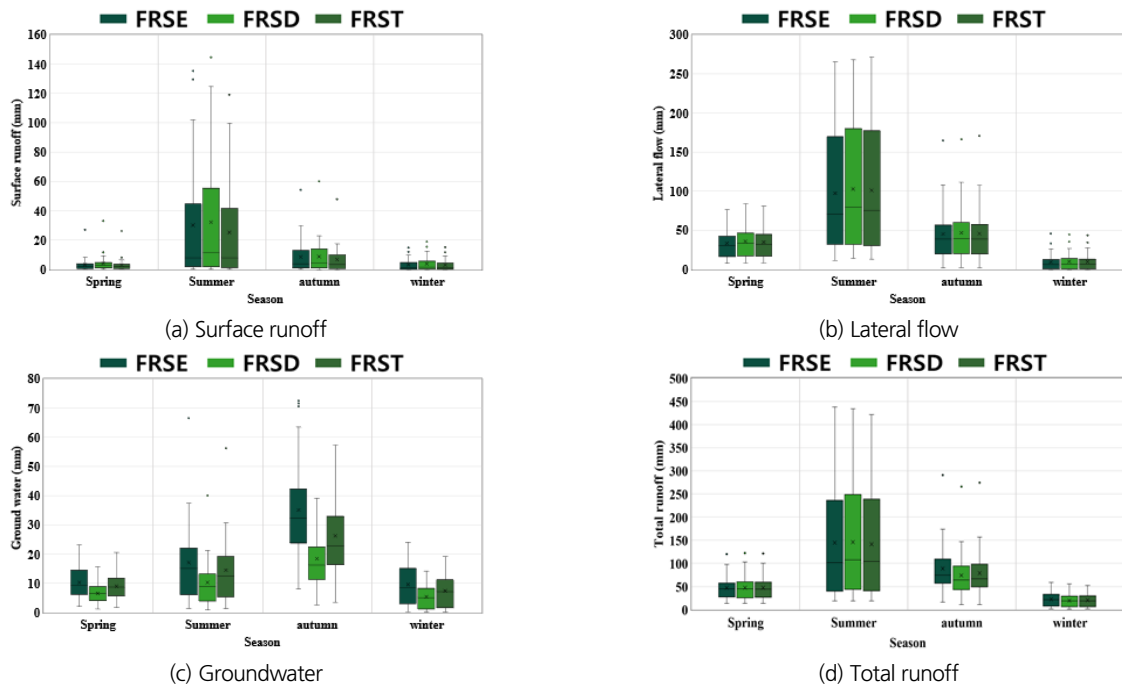 FRSE FRSD FRST
160
140
120
100
80
60
40
20
0
Surface runoff (mm)
Spring Summer autumn winter
Season
(a) Surface runoff
FRSE FRSD FRST
300
250
200
150
100
50
0
Lateral flow (mm)
Spring Summer autumn winter
Season
(b) Lateral flow
FRSE FRSD FRST
80
70
60
50
40
30
20
10
0
Ground water (mm)
Spring Summer autumn winter
Season
(c) Groundwater
FRSE FRSD FRST
500
450
400
350
300
250
200
150
100
50
0
Total runoff (mm)
Spring Summer autumn winter
Season
(d) Total runoff